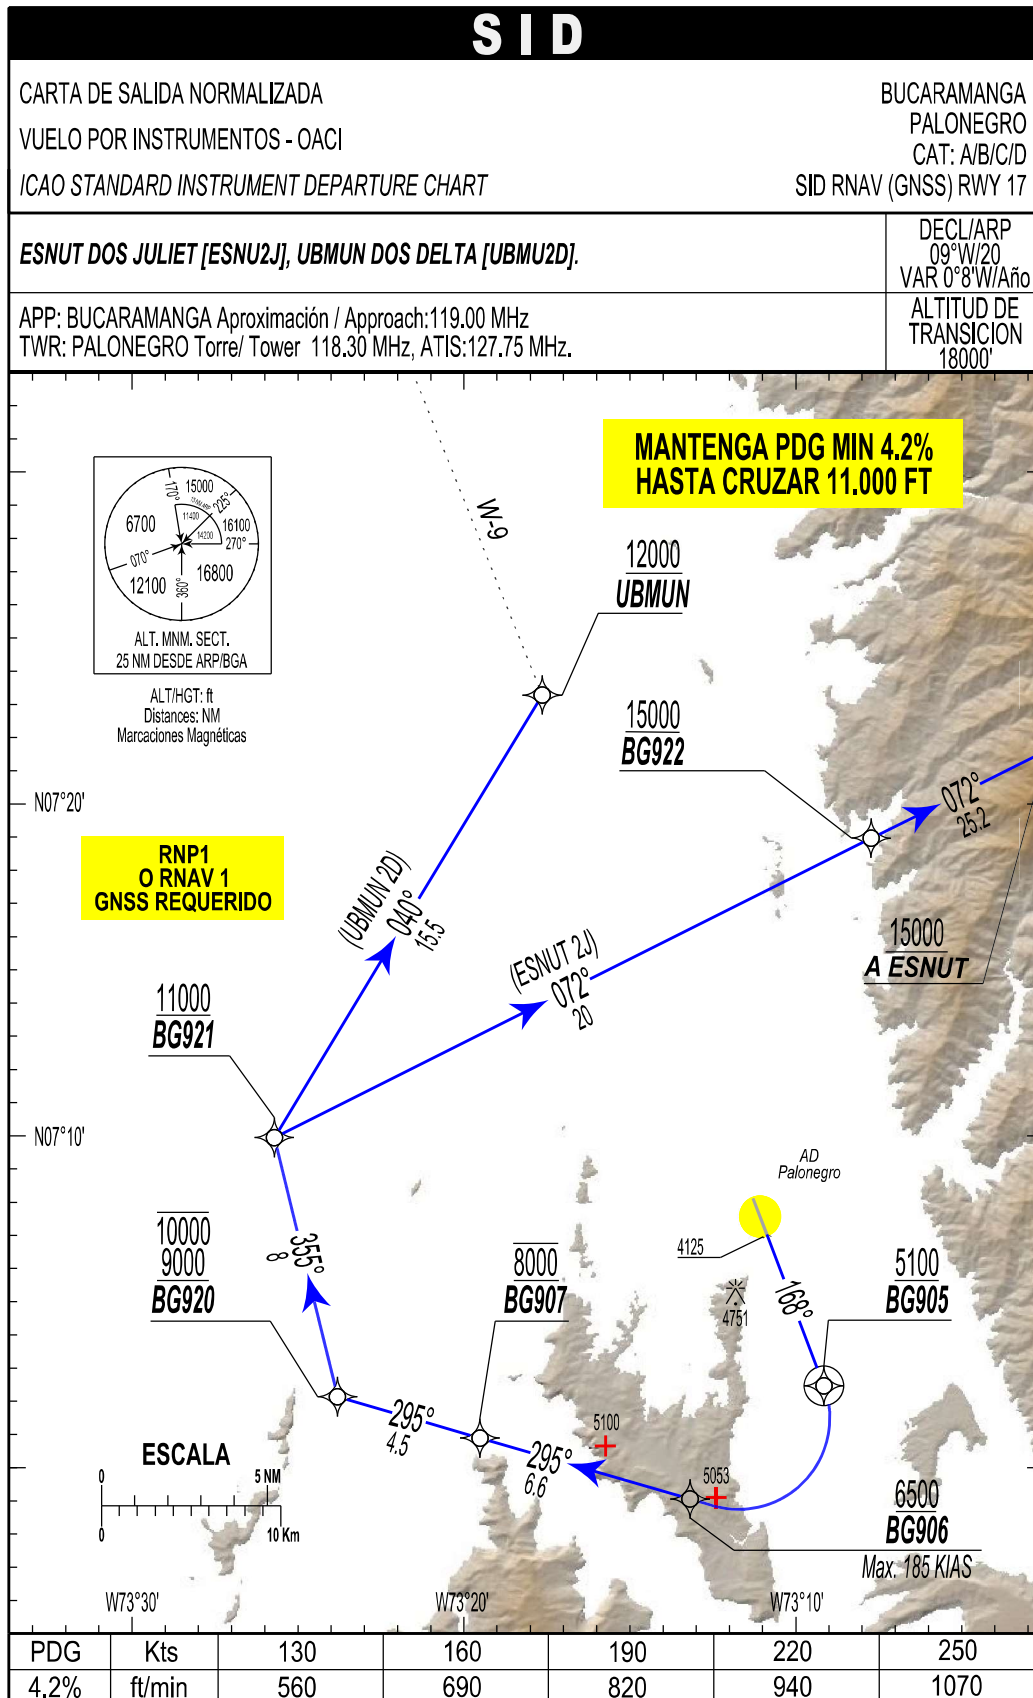 SID
CARTA DE SALIDA NORMALIZADA
VUELO POR INSTRUMENTOS - OACI
ICAO STANDARD INSTRUMENT DEPARTURE CHART
BUCARAMANGA
PALONEGRO
CAT: A/B/C/D
SID RNAV (GNSS) RWY 17
ESNUT DOS JULIET [ESNU2J], UBMUN DOS DELTA [UBMU2D].
DECL/ARP
09°W/20
VAR 0°8'W/Año
APP: BUCARAMANGA Aproximación / Approach:119.00 MHz
TWR: PALONEGRO Torre/ Tower 118.30 MHz, ATIS:127.75 MHz.
ALTITUD DE
TRANSICION
18000'
MANTENGA PDG MIN 4.2%
HASTA CRUZAR 11.000 FT
170°
15000
225°
6700
11400
16100
14200
270°
070°
12100
360°
16800
ALT. MNM. SECT.
25 NM DESDE ARP/BGA
ALT/HGT: ft
Distances: NM
Marcaciones Magnéticas
W-9
12000
UBMUN
15000
BG922
N07°20'
072°
25.2
RNP1
O RNAV 1
GNSS REQUERIDO
(UBMUN 2D)
040°
15.5
15000
A ESNUT
(ESNUT 2J)
072°
20
11000
BG921
N07°10'
AD
Palonegro
10000
9000
BG920
355°
8
8000
BG907
4125
168°
5100
BG905
4751
295°
4.5
5100
295°
6.6
5053
6500
BG906
Max. 185 KIAS
ESCALA
0
5 NM
0
10 Km
W73°30'
W73°20'
W73°10'
PDG Kts 130 160 190 220 250
4.2% ft/min 560 690 820 940 1070